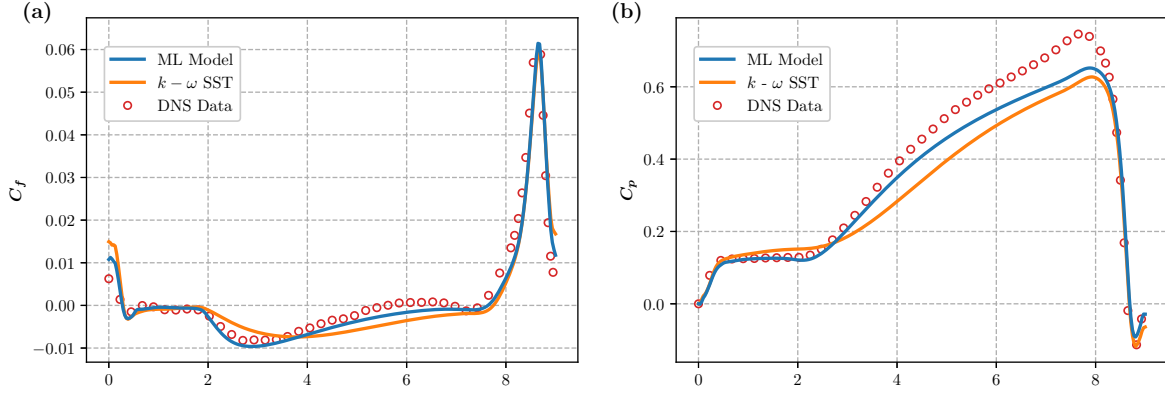 (a)
0.06
0.05
0.04
0.03
0.02
0.01
0.00
−0.01
C_f
ML Model
k − ω SST
DNS Data
0 2 4 6 8
(b)
0.6
0.4
0.2
0.0
C_p
ML Model
k - ω SST
DNS Data
0 2 4 6 8